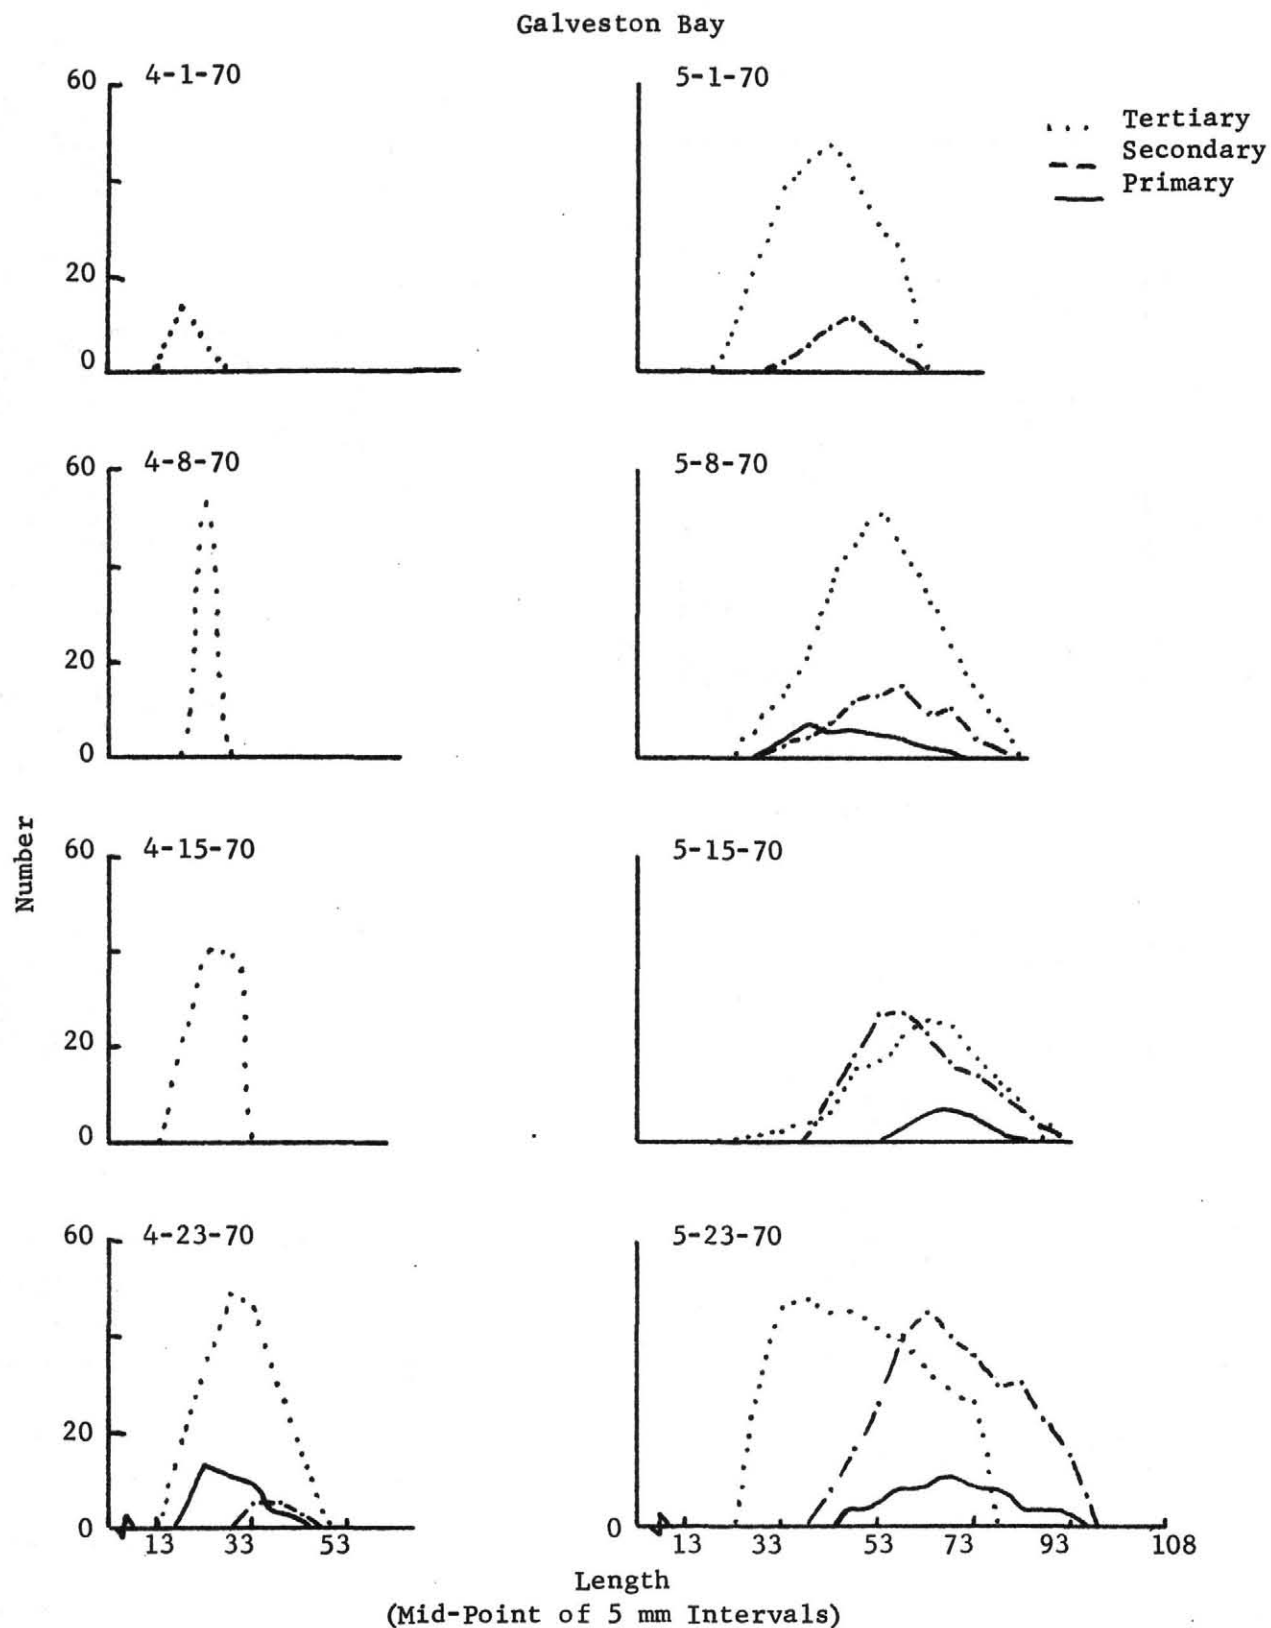 Galveston Bay
60 4-1-70
20
0
5-1-70
Tertiary
Secondary
Primary
60 4-8-70
20
0
5-8-70
Number
60 4-15-70
20
0
5-15-70
60 4-23-70
20
0
13 33 53
5-23-70
0
13 33 53 73 93 108
Length
(Mid-Point of 5 mm Intervals)